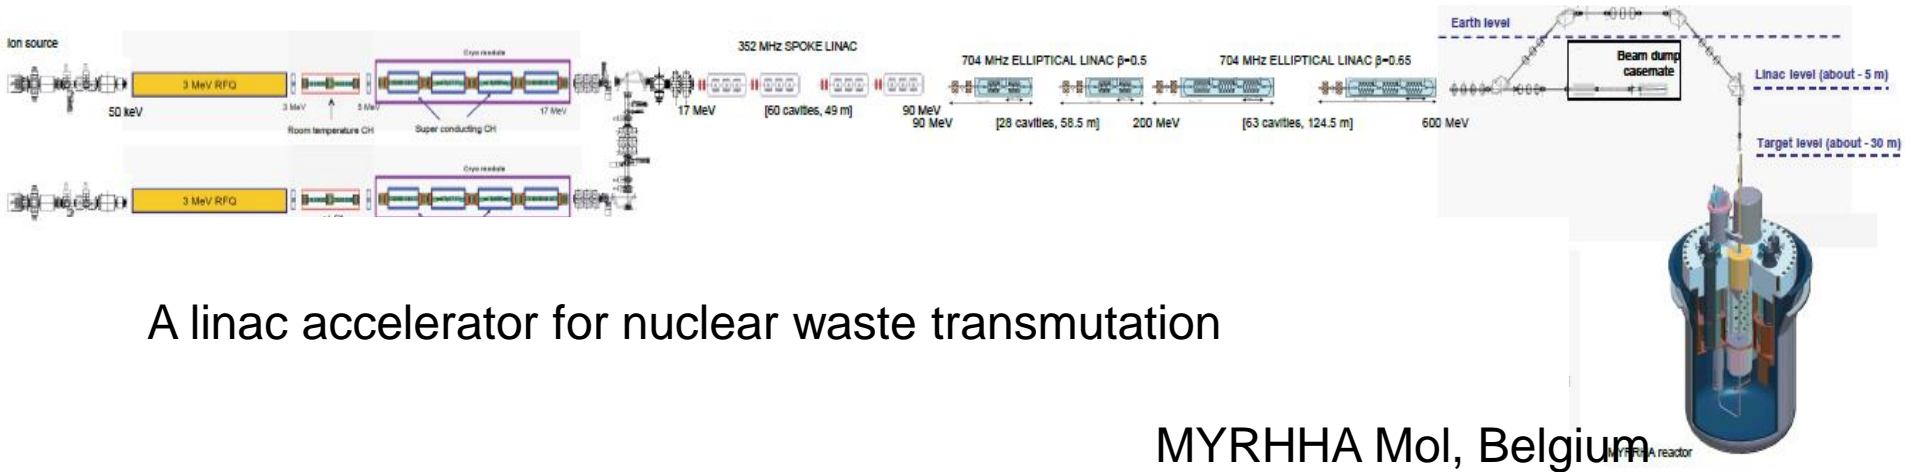 Ion source
3 MeV RFQ
50 keV
3 MeV
5 MeV
Room temperature CH
Cryo module
Super conducting CH
17 MeV
3 MeV RFQ
Cryo module
352 MHz SPOKE LINAC
17 MeV
[60 cavities, 49 m]
90 MeV
704 MHz ELLIPTICAL LINAC β=0.5
90 MeV
[28 cavities, 58.5 m]
200 MeV
704 MHz ELLIPTICAL LINAC β=0.65
[63 cavities, 124.5 m]
600 MeV
Earth level
Beam dump
casemate
Linac level (about - 5 m)
Target level (about - 30 m)
A linac accelerator for nuclear waste transmutation
MYRHHA Mol, Belgium
MYRRHA reactor